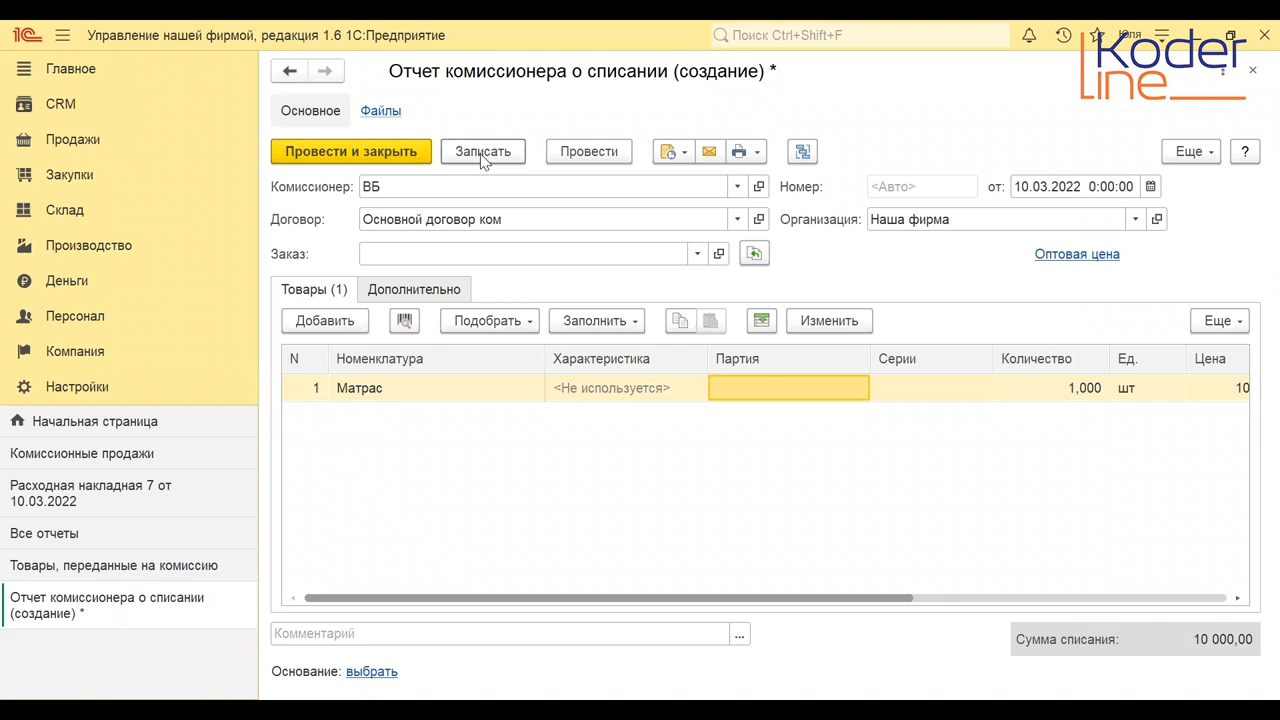 1С
Управление нашей фирмой, редакция 1.6 1С:Предприятие
Поиск Ctrl+Shift+F
Юля
Koder
line
Главное
CRM
Продажи
Закупки
Склад
Производство
Деньги
Персонал
Компания
Настройки
Начальная страница
Комиссионные продажи
Расходная накладная 7 от
10.03.2022
Все отчеты
Товары, переданные на комиссию
Отчет комиссионера о списании
(создание) *
Отчет комиссионера о списании (создание) *
Основное Файлы
Провести и закрыть Записать Провести Еще ?
Комиссионер: ВБ Номер: <Авто> от: 10.03.2022 0:00:00
Договор: Основной договор ком Организация: Наша фирма
Заказ: Оптовая цена
Товары (1) Дополнительно
Добавить Подобрать Заполнить Изменить Еще
N Номенклатура Характеристика Партия Серии Количество Ед. Цена
1 Матрас <Не используется> 1,000 шт 10
Комментарий ... Сумма списания: 10 000,00
Основание: выбрать